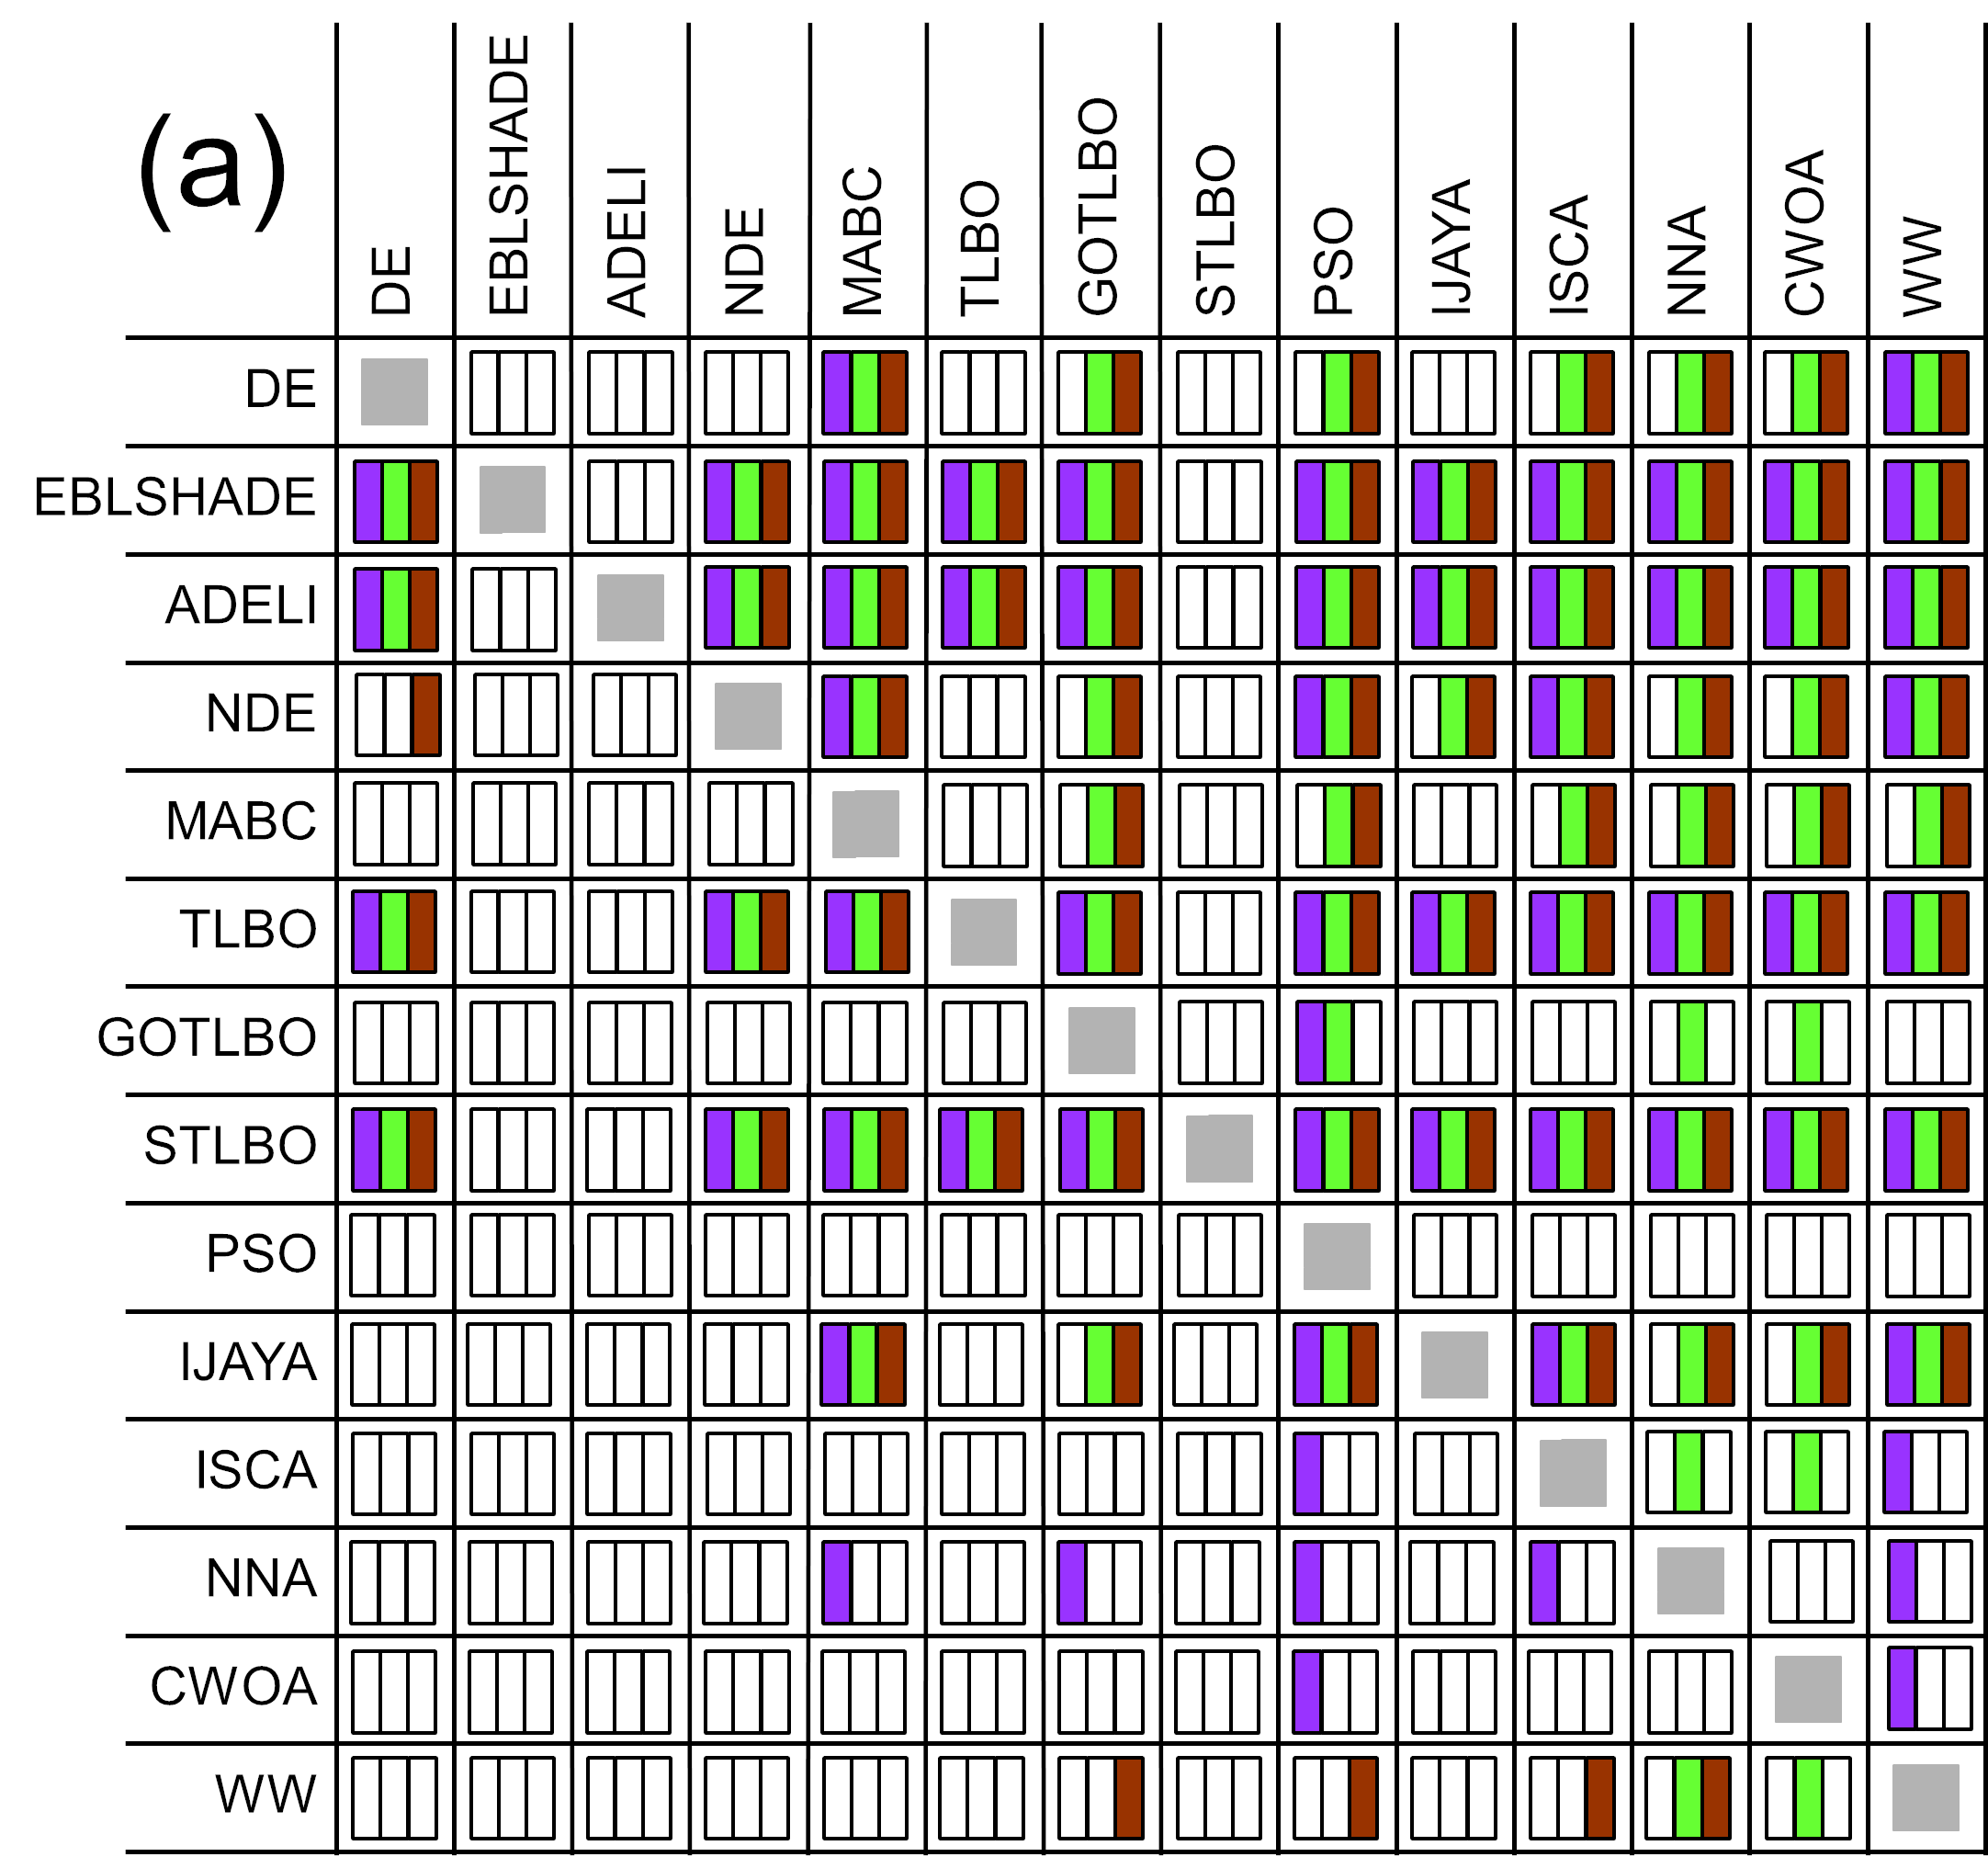 (a)
DE
EBLSHADE
ADELI
NDE
MABC
TLBO
GOTLBO
STLBO
PSO
IJAYA
ISCA
NNA
CWOA
WW
DE
EBLSHADE
ADELI
NDE
MABC
TLBO
GOTLBO
STLBO
PSO
IJAYA
ISCA
NNA
CWOA
WW